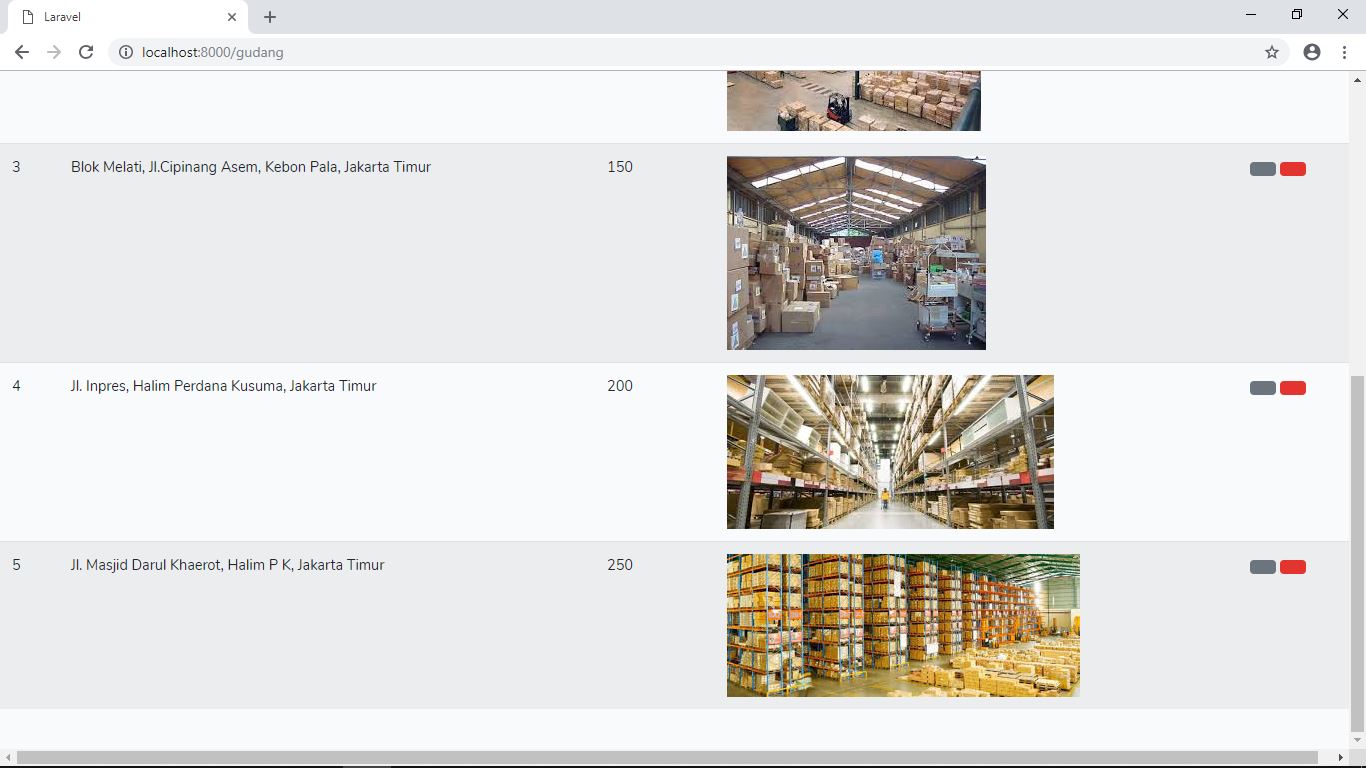 Laravel
localhost:8000/gudang
3 Blok Melati, Jl.Cipinang Asem, Kebon Pala, Jakarta Timur 150
4 Jl. Inpres, Halim Perdana Kusuma, Jakarta Timur 200
5 Jl. Masjid Darul Khaerot, Halim P K, Jakarta Timur 250